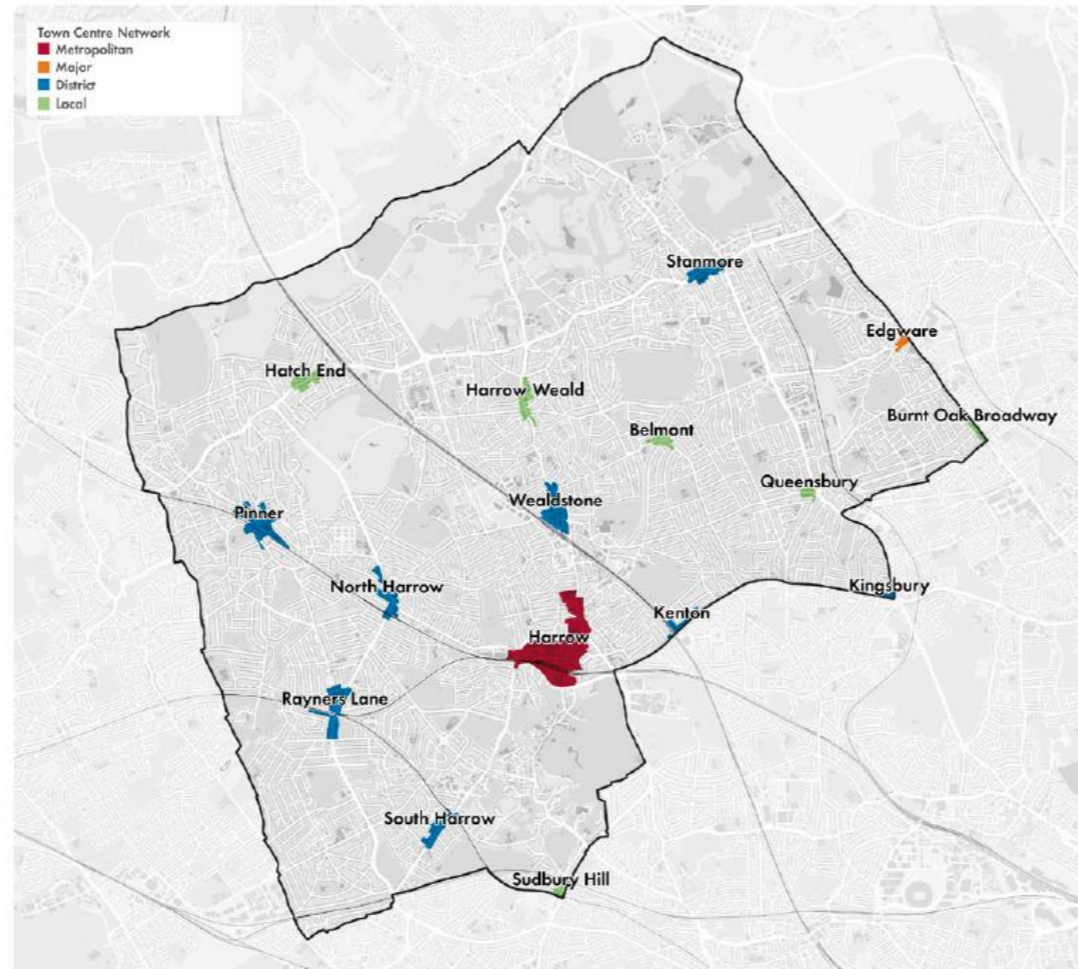 Town Centre Network
Metropolitan
Major
District
Local
Stanmore
Edgware
Hatch End
Harrow Weald
Burnt Oak Broadway
Belmont
Queensbury
Wealdstone
Pinner
North Harrow
Kingsbury
Kenton
Harrow
Rayners Lane
South Harrow
Sudbury Hill